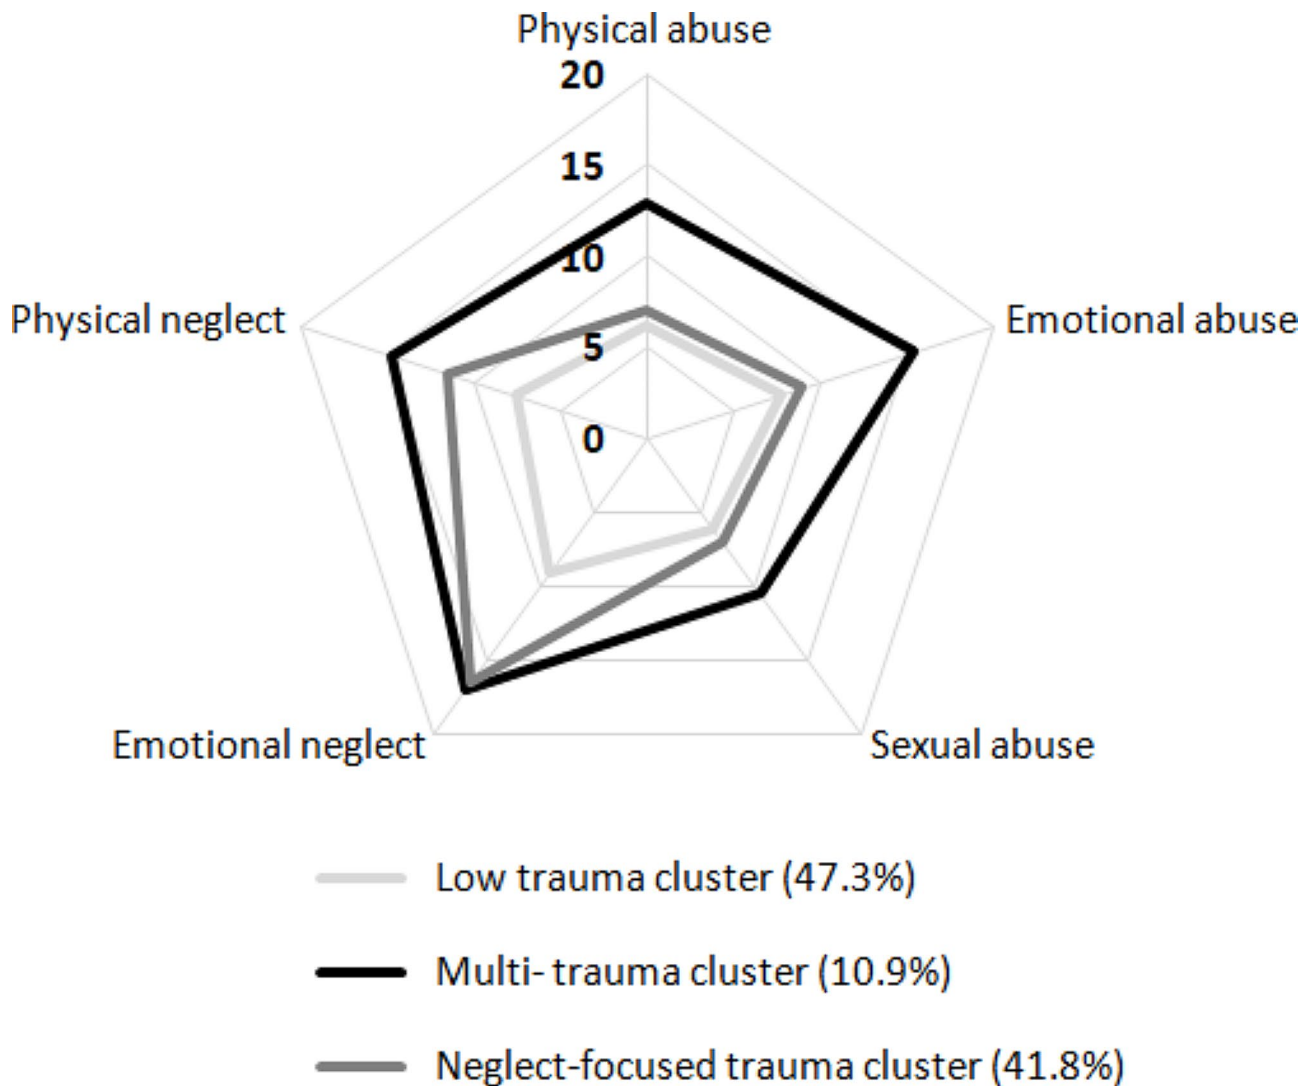 Physical abuse
20
15
10
5
0
Physical neglect
Emotional abuse
Emotional neglect
Sexual abuse
Low trauma cluster (47.3%)
Multi- trauma cluster (10.9%)
Neglect-focused trauma cluster (41.8%)